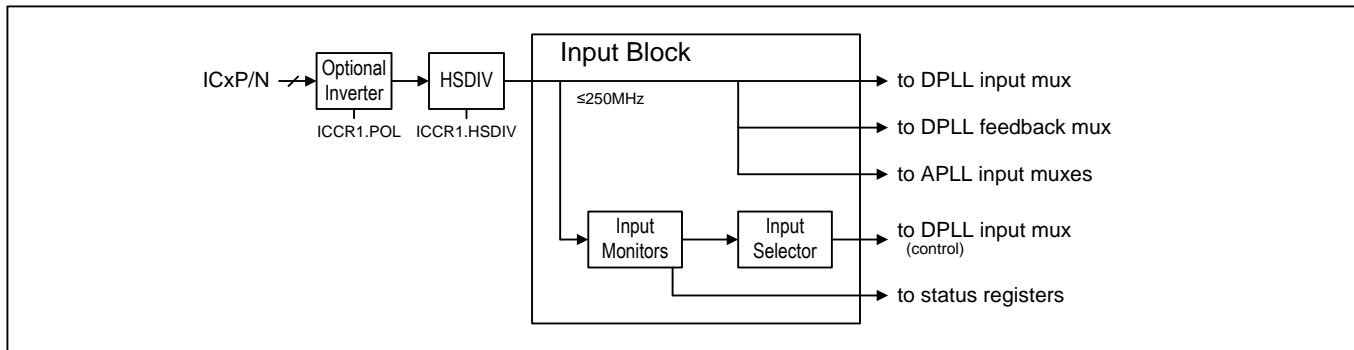 Input Block
ICxP/N
Optional
Inverter
HSDIV
ICCR1.POL
ICCR1.HSDIV
≤250MHz
to DPLL input mux
to DPLL feedback mux
to APLL input muxes
Input
Monitors
Input
Selector
to DPLL input mux
(control)
to status registers